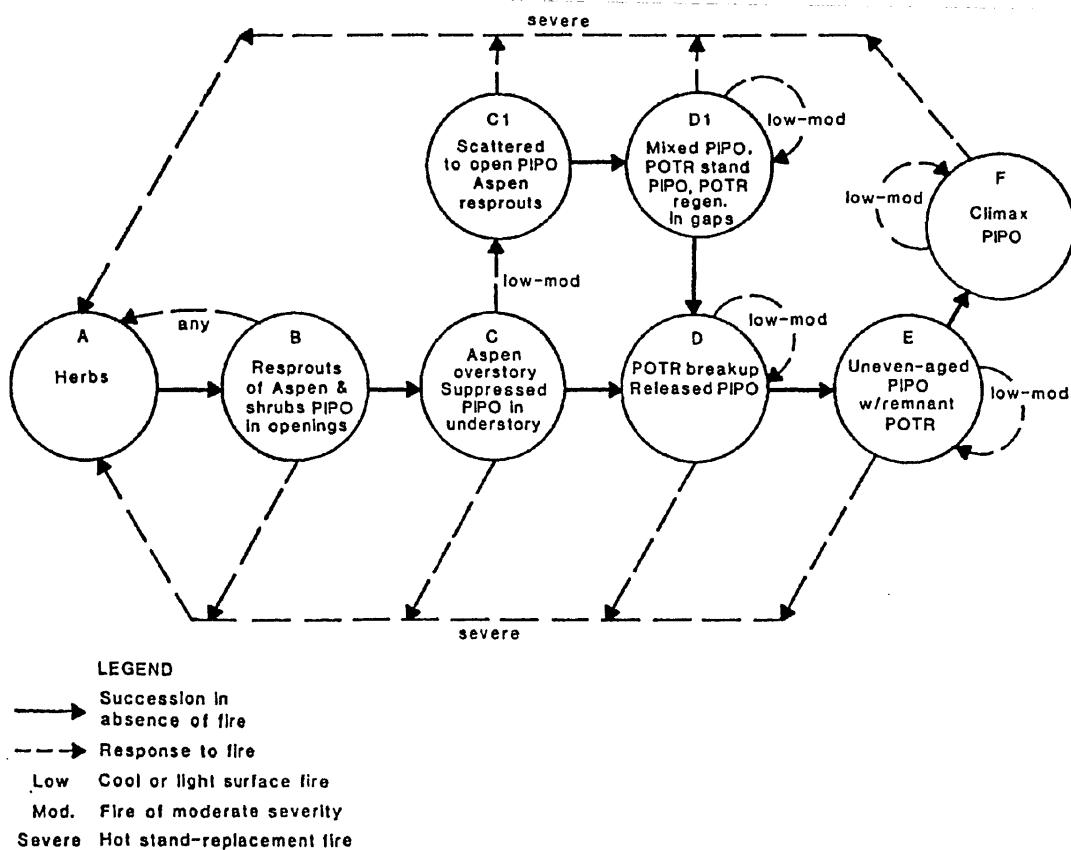 severe
C1
Scattered
to open PIPO
Aspen
resprouts
D1
Mixed PIPO.
POTR stand
PIPO, POTR
regen.
In gaps
low-mod
F
Climax
PIPO
low-mod
low-mod
A
Herbs
any
B
Resprouts
of Aspen &
shrubs PIPO
in openings
C
Aspen
overstory
Suppressed
PIPO in
understory
D
POTR breakup
Released PIPO
low-mod
E
Uneven-aged
PIPO
w/remnant
POTR
low-mod
severe
LEGEND
Succession in
absence of fire
Response to fire
Low Cool or light surface fire
Mod. Fire of moderate severity
Severe Hot stand-replacement fire